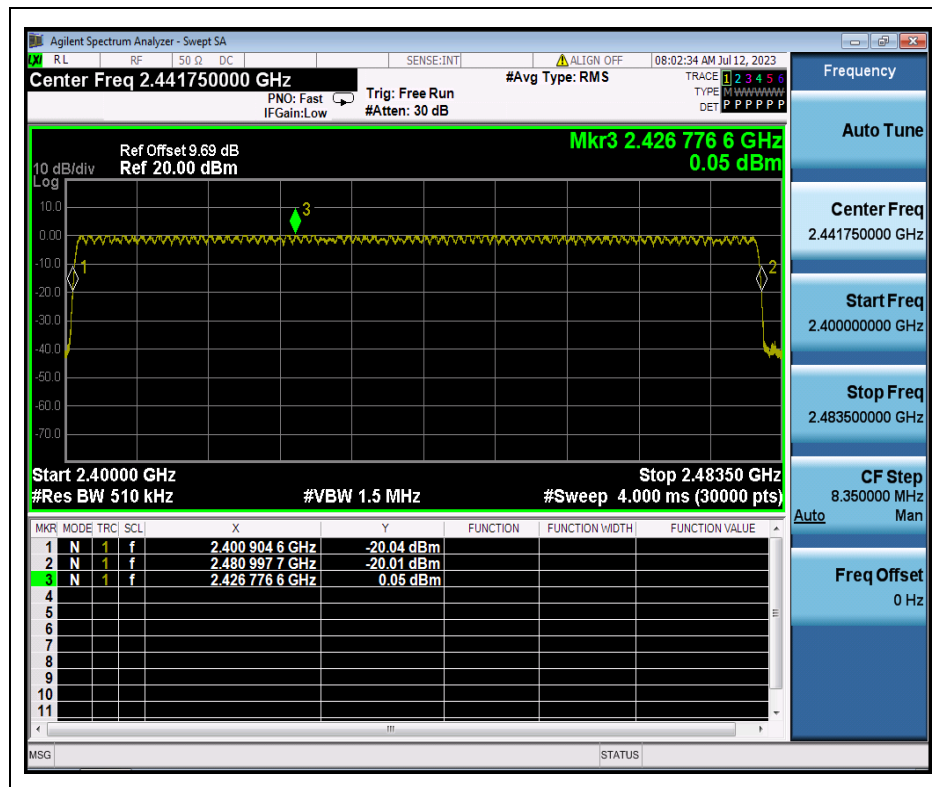 Agilent Spectrum Analyzer - Swept SA
LXI RL RF 50 Ω DC SENSE:INT ALIGN OFF 08:02:34 AM Jul 12, 2023
Center Freq 2.441750000 GHz #Avg Type: RMS TRACE 1 2 3 4 5 6
PNO: Fast Trig: Free Run TYPE M WWWWW
IFGain:Low #Atten: 30 dB DET P P P P P P
Mkr3 2.426 776 6 GHz
0.05 dBm
Ref Offset 9.69 dB
10 dB/div Ref 20.00 dBm
Log
10.0
0.00
-10.0
-20.0
-30.0
-40.0
-50.0
-60.0
-70.0
1
2
3
Start 2.40000 GHz Stop 2.48350 GHz
#Res BW 510 kHz #VBW 1.5 MHz #Sweep 4.000 ms (30000 pts)
MKR MODE TRC SCL X Y FUNCTION FUNCTION WIDTH FUNCTION VALUE
1 N 1 f 2.400 904 6 GHz -20.04 dBm
2 N 1 f 2.480 997 7 GHz -20.01 dBm
3 N 1 f 2.426 776 6 GHz 0.05 dBm
4
5
6
7
8
9
10
11
MSG STATUS
Frequency
Auto Tune
Center Freq
2.441750000 GHz
Start Freq
2.400000000 GHz
Stop Freq
2.483500000 GHz
CF Step
8.350000 MHz
Auto Man
Freq Offset
0 Hz